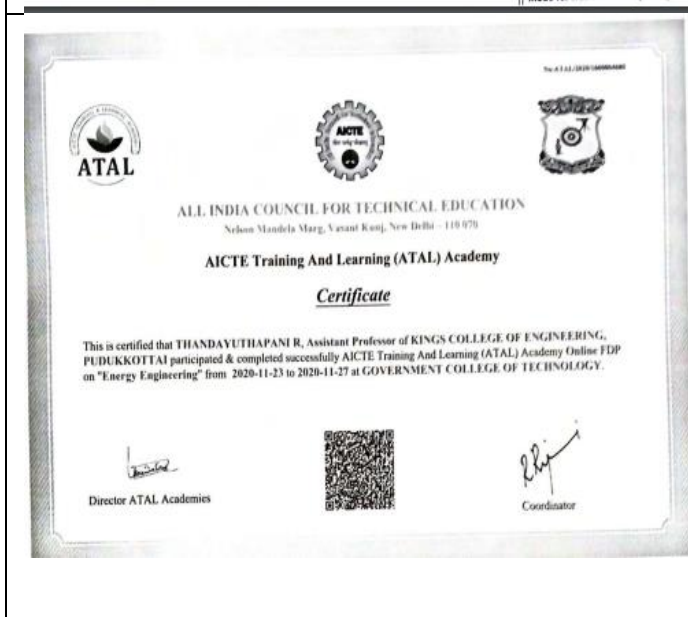 ATAL
AICTE
ALL INDIA COUNCIL FOR TECHNICAL EDUCATION
Nelson Mandela Marg, Vasant Kunj, New Delhi – 110 070
AICTE Training And Learning (ATAL) Academy
Certificate
This is certified that THANDAYUTHAPANI R, Assistant Professor of KINGS COLLEGE OF ENGINEERING,
PUDUKKOTTAI participated & completed successfully AICTE Training And Learning (ATAL) Academy Online FDP
on "Energy Engineering" from 2020-11-23 to 2020-11-27 at GOVERNMENT COLLEGE OF TECHNOLOGY.
Director ATAL Academies
Coordinator